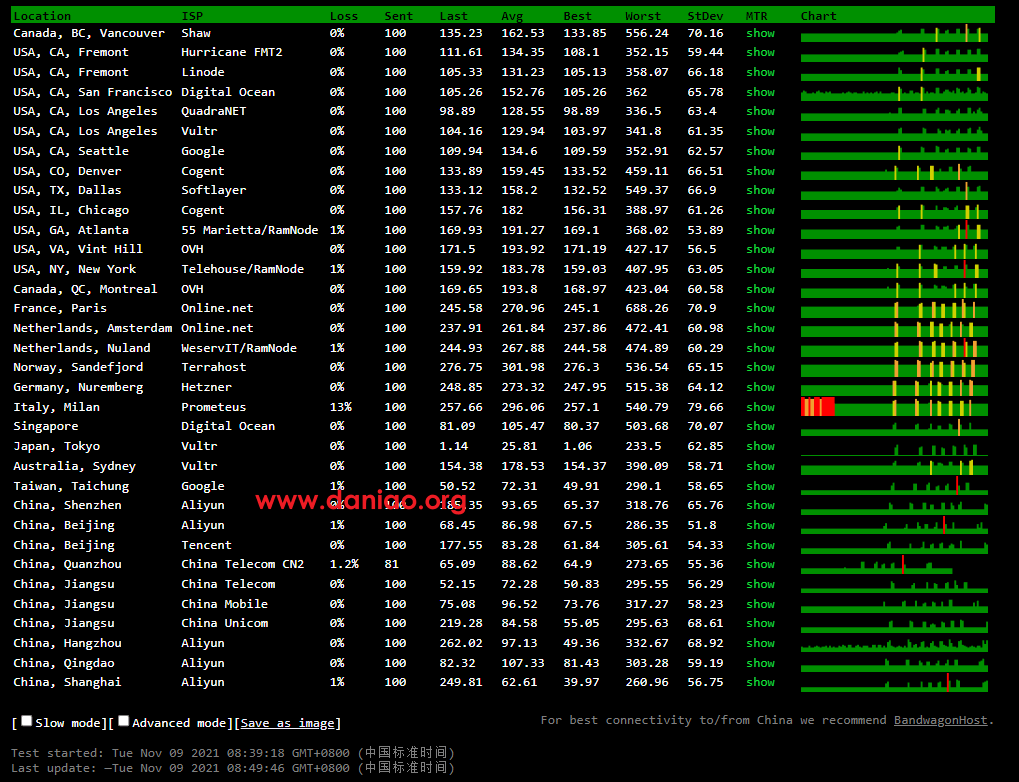 Location ISP Loss Sent Last Avg Best Worst StDev MTR Chart
Canada, BC, Vancouver Shaw 0% 100 135.23 162.53 133.85 556.24 70.16 show
USA, CA, Fremont Hurricane FMT2 0% 100 111.61 134.35 108.1 352.15 59.44 show
USA, CA, Fremont Linode 0% 100 105.33 131.23 105.13 358.07 66.18 show
USA, CA, San Francisco Digital Ocean 0% 100 105.26 152.76 105.26 362 65.78 show
USA, CA, Los Angeles QuadraNET 0% 100 98.89 128.55 98.89 336.5 63.4 show
USA, CA, Los Angeles Vultr 0% 100 104.16 129.94 103.97 341.8 61.35 show
USA, CA, Seattle Google 0% 100 109.94 134.6 109.59 352.91 62.57 show
USA, CO, Denver Cogent 0% 100 133.89 159.45 133.52 459.11 66.51 show
USA, TX, Dallas Softlayer 0% 100 133.12 158.2 132.52 549.37 66.9 show
USA, IL, Chicago Cogent 0% 100 157.76 182 156.31 388.97 61.26 show
USA, GA, Atlanta 55 Marietta/RamNode 1% 100 169.93 191.27 169.1 368.02 53.89 show
USA, VA, Vint Hill OVH 0% 100 171.5 193.92 171.19 427.17 56.5 show
USA, NY, New York Telehouse/RamNode 1% 100 159.92 183.78 159.03 407.95 63.05 show
Canada, QC, Montreal OVH 0% 100 169.65 193.8 168.97 423.04 60.58 show
France, Paris Online.net 0% 100 245.58 270.96 245.1 688.26 70.9 show
Netherlands, Amsterdam Online.net 0% 100 237.91 261.84 237.86 472.41 60.98 show
Netherlands, Nuland WeservIT/RamNode 1% 100 244.93 267.88 244.58 474.89 60.29 show
Norway, Sandefjord Terrahost 0% 100 276.75 301.98 276.3 536.54 65.15 show
Germany, Nuremberg Hetzner 0% 100 248.85 273.32 247.95 515.38 64.12 show
Italy, Milan Prometeus 13% 100 257.66 296.06 257.1 540.79 79.66 show
Singapore Digital Ocean 0% 100 81.09 105.47 80.37 503.68 70.07 show
Japan, Tokyo Vultr 0% 100 1.14 25.81 1.06 233.5 62.85 show
Australia, Sydney Vultr 0% 100 154.38 178.53 154.37 390.09 58.71 show
Taiwan, Taichung Google 1% 100 50.52 72.31 49.91 290.1 58.65 show
www.daniao.org
China, Shenzhen Aliyun 0% 100 93.65 65.37 318.76 65.76 show
China, Beijing Aliyun 1% 100 68.45 86.98 67.5 286.35 51.8 show
China, Beijing Tencent 0% 100 177.55 83.28 61.84 305.61 54.33 show
China, Quanzhou China Telecom CN2 1.2% 81 65.09 88.62 64.9 273.65 55.36 show
China, Jiangsu China Telecom 0% 100 52.15 72.28 50.83 295.55 56.29 show
China, Jiangsu China Mobile 0% 100 75.08 96.52 73.76 317.27 58.23 show
China, Jiangsu China Unicom 0% 100 219.28 84.58 55.05 295.63 68.61 show
China, Hangzhou Aliyun 0% 100 262.02 97.13 49.36 332.67 68.92 show
China, Qingdao Aliyun 0% 100 82.32 107.33 81.43 303.28 59.19 show
China, Shanghai Aliyun 1% 100 249.81 62.61 39.97 260.96 56.75 show
[Slow mode][Advanced mode][Save as image] For best connectivity to/from China we recommend BandwagonHost.
Test started: Tue Nov 09 2021 08:39:18 GMT+0800 (中国标准时间)
Last update: —Tue Nov 09 2021 08:49:46 GMT+0800 (中国标准时间)